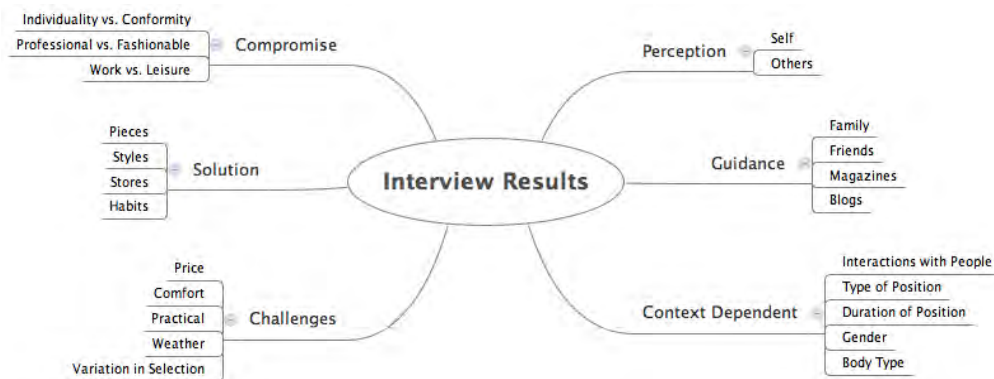 Individuality vs. Conformity
Professional vs. Fashionable
Work vs. Leisure
Compromise
Pieces
Styles
Stores
Habits
Solution
Price
Comfort
Practical
Weather
Variation in Selection
Challenges
Interview Results
Perception
Self
Others
Guidance
Family
Friends
Magazines
Blogs
Context Dependent
Interactions with People
Type of Position
Duration of Position
Gender
Body Type